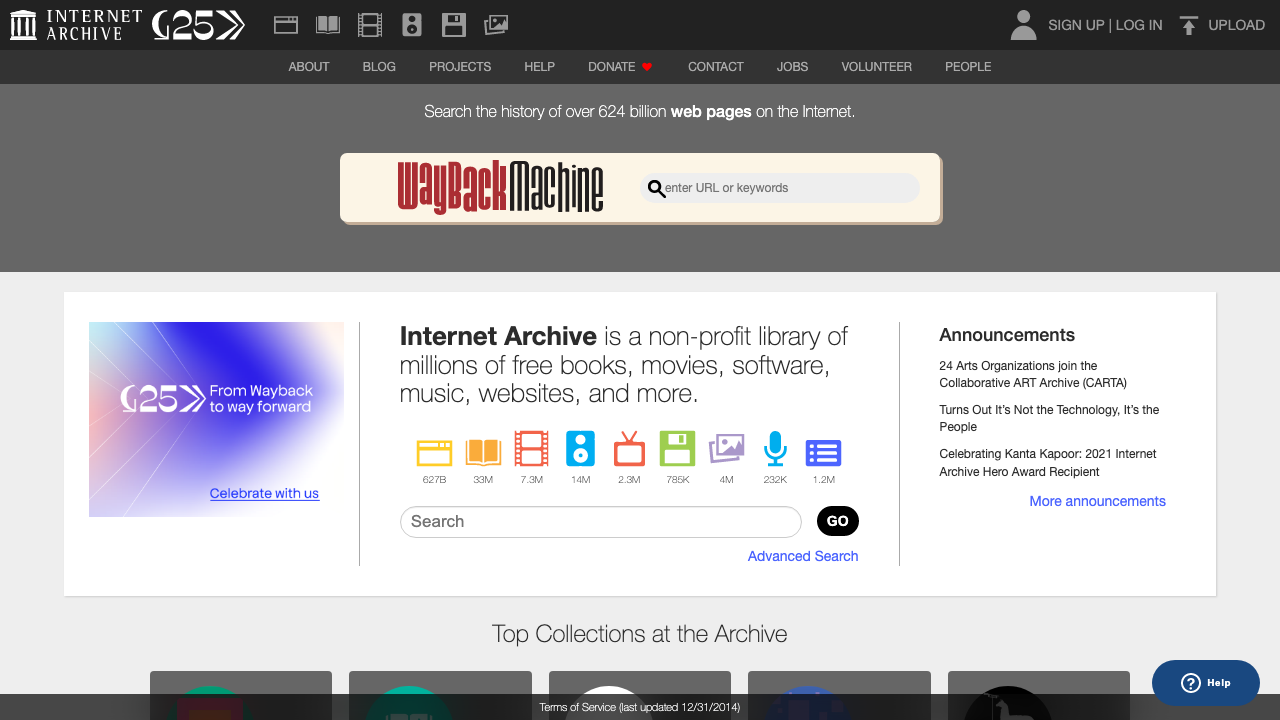 INTERNET
ARCHIVE
25
SIGN UP | LOG IN
UPLOAD
ABOUT
BLOG
PROJECTS
HELP
DONATE
CONTACT
JOBS
VOLUNTEER
PEOPLE
Search the history of over 624 billion web pages on the Internet.
WayBackMachine
enter URL or keywords
25 From Wayback
to way forward
Celebrate with us
Internet Archive is a non-profit library of
millions of free books, movies, software,
music, websites, and more.
627B
33M
7.3M
14M
2.3M
785K
4M
232K
1.2M
Search
GO
Advanced Search
Announcements
24 Arts Organizations join the
Collaborative ART Archive (CARTA)
Turns Out It’s Not the Technology, It’s the
People
Celebrating Kanta Kapoor: 2021 Internet
Archive Hero Award Recipient
More announcements
Top Collections at the Archive
Help
Terms of Service (last updated 12/31/2014)